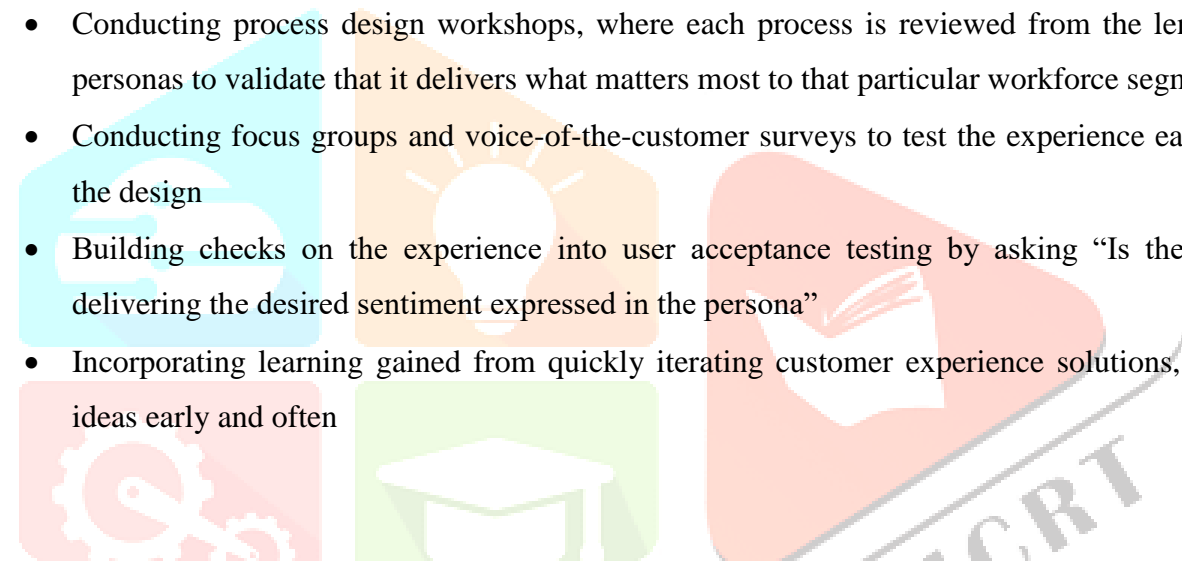 • Conducting process design workshops, where each process is reviewed from the
personas to validate that it delivers what matters most to that particular workforce
• Conducting focus groups and voice-of-the-customer surveys to test the experience
the design
• Building checks on the experience into user acceptance testing by asking “Is the
delivering the desired sentiment expressed in the persona”
• Incorporating learning gained from quickly iterating customer experience solutions,
ideas early and often